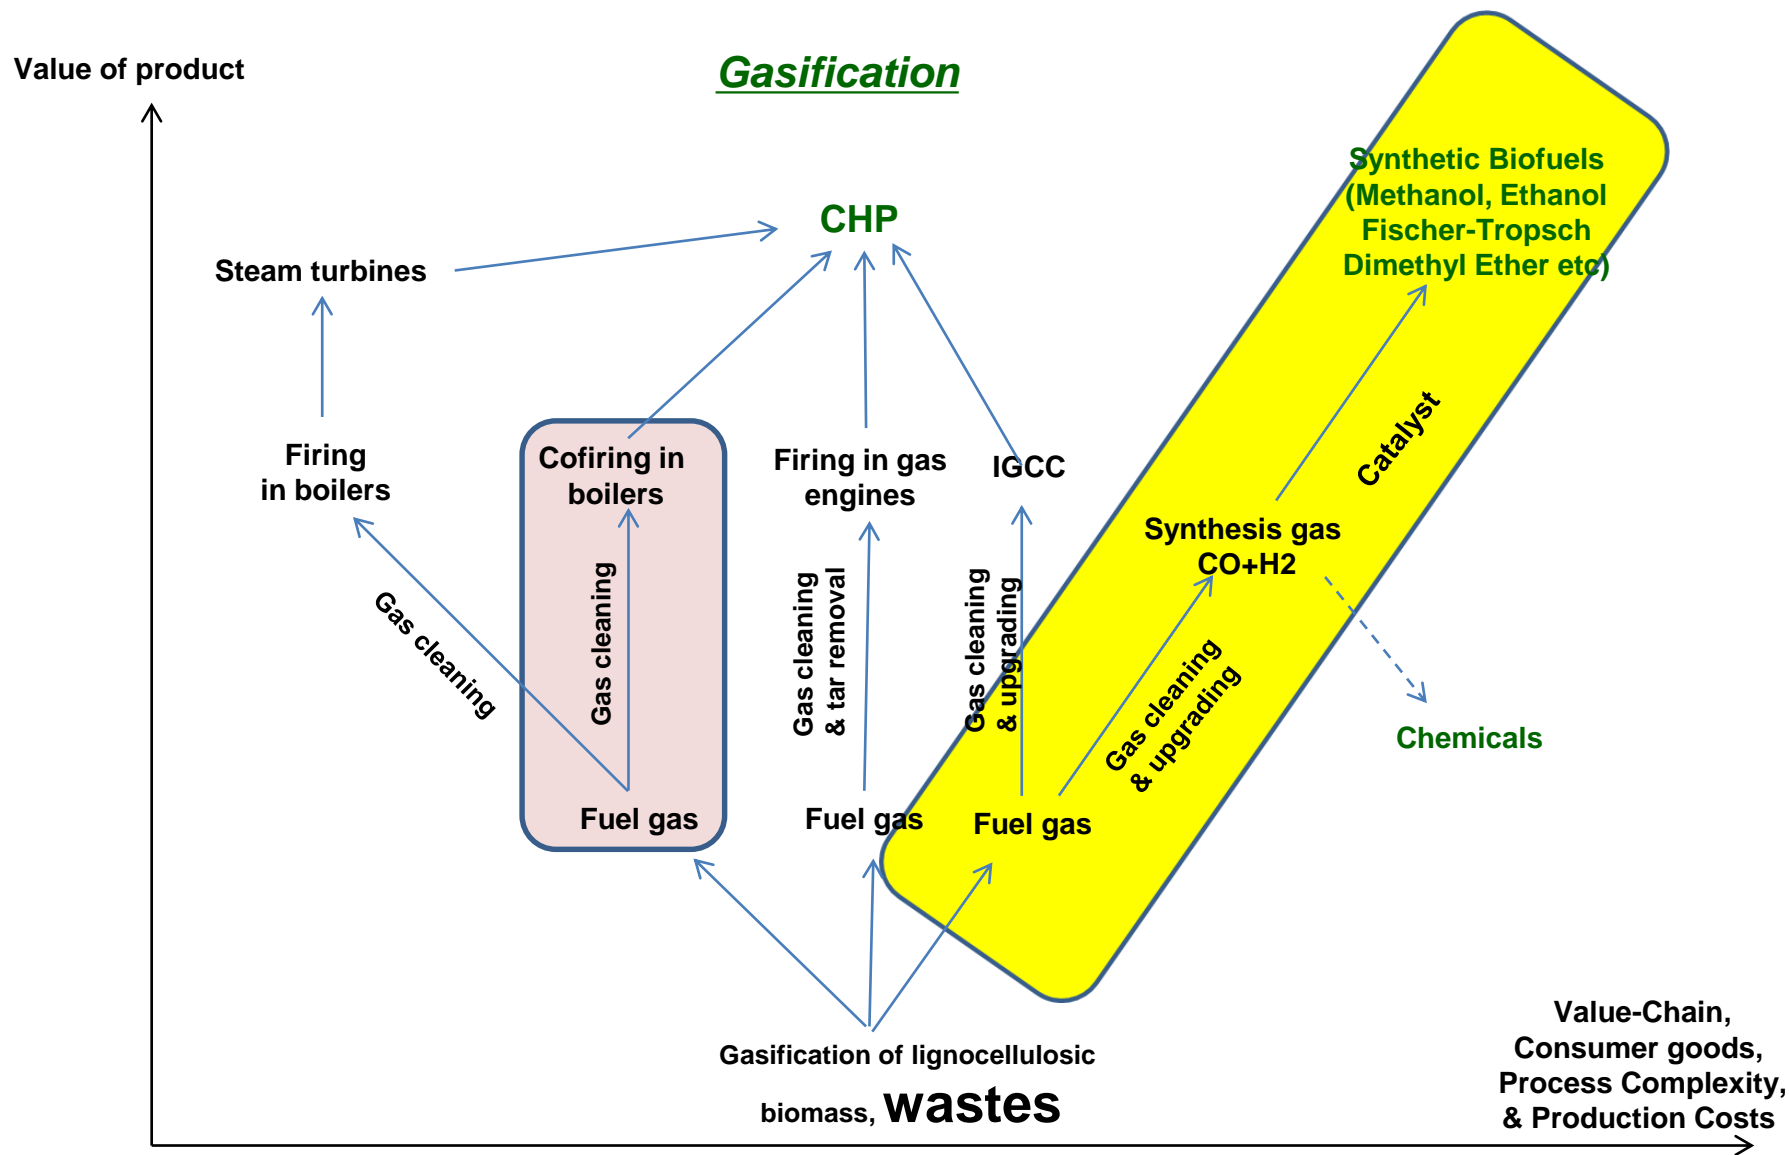 Gasification
Value of product
Synthetic Biofuels
(Methanol, Ethanol
Fischer-Tropsch
Dimethyl Ether etc)
CHP
Steam turbines
Firing
in boilers
Cofiring in
boilers
Firing in gas
engines
IGCC
Catalyst
Synthesis gas
CO+H2
Gas cleaning
Gas cleaning
Gas cleaning
& tar removal
Gas cleaning
& upgrading
Gas cleaning
& upgrading
Chemicals
Fuel gas
Fuel gas
Fuel gas
Gasification of lignocellulosic
biomass, wastes
Value-Chain,
Consumer goods,
Process Complexity,
& Production Costs